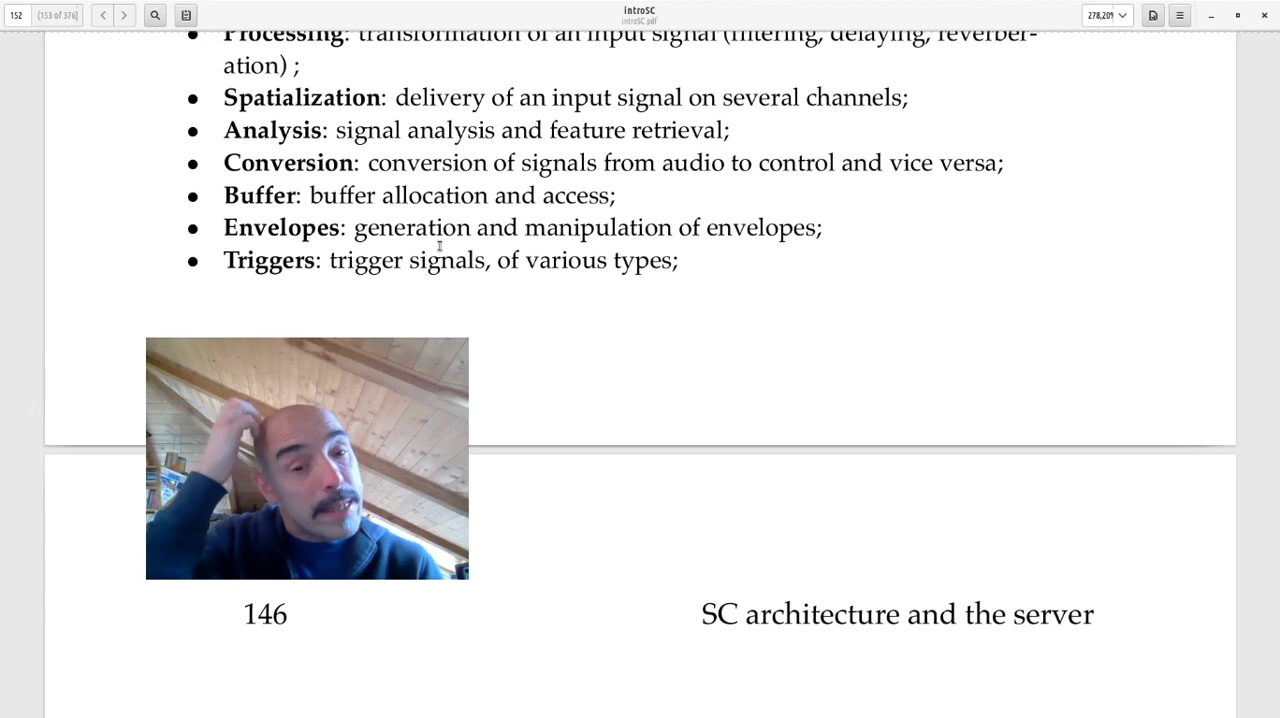 152 (153 of 376)
introSC
introSC.pdf
278,20%
• Processing: transformation of an input signal (filtering, delaying, reverber-
ation) ;
• Spatialization: delivery of an input signal on several channels;
• Analysis: signal analysis and feature retrieval;
• Conversion: conversion of signals from audio to control and vice versa;
• Buffer: buffer allocation and access;
• Envelopes: generation and manipulation of envelopes;
• Triggers: trigger signals, of various types;
146 SC architecture and the server